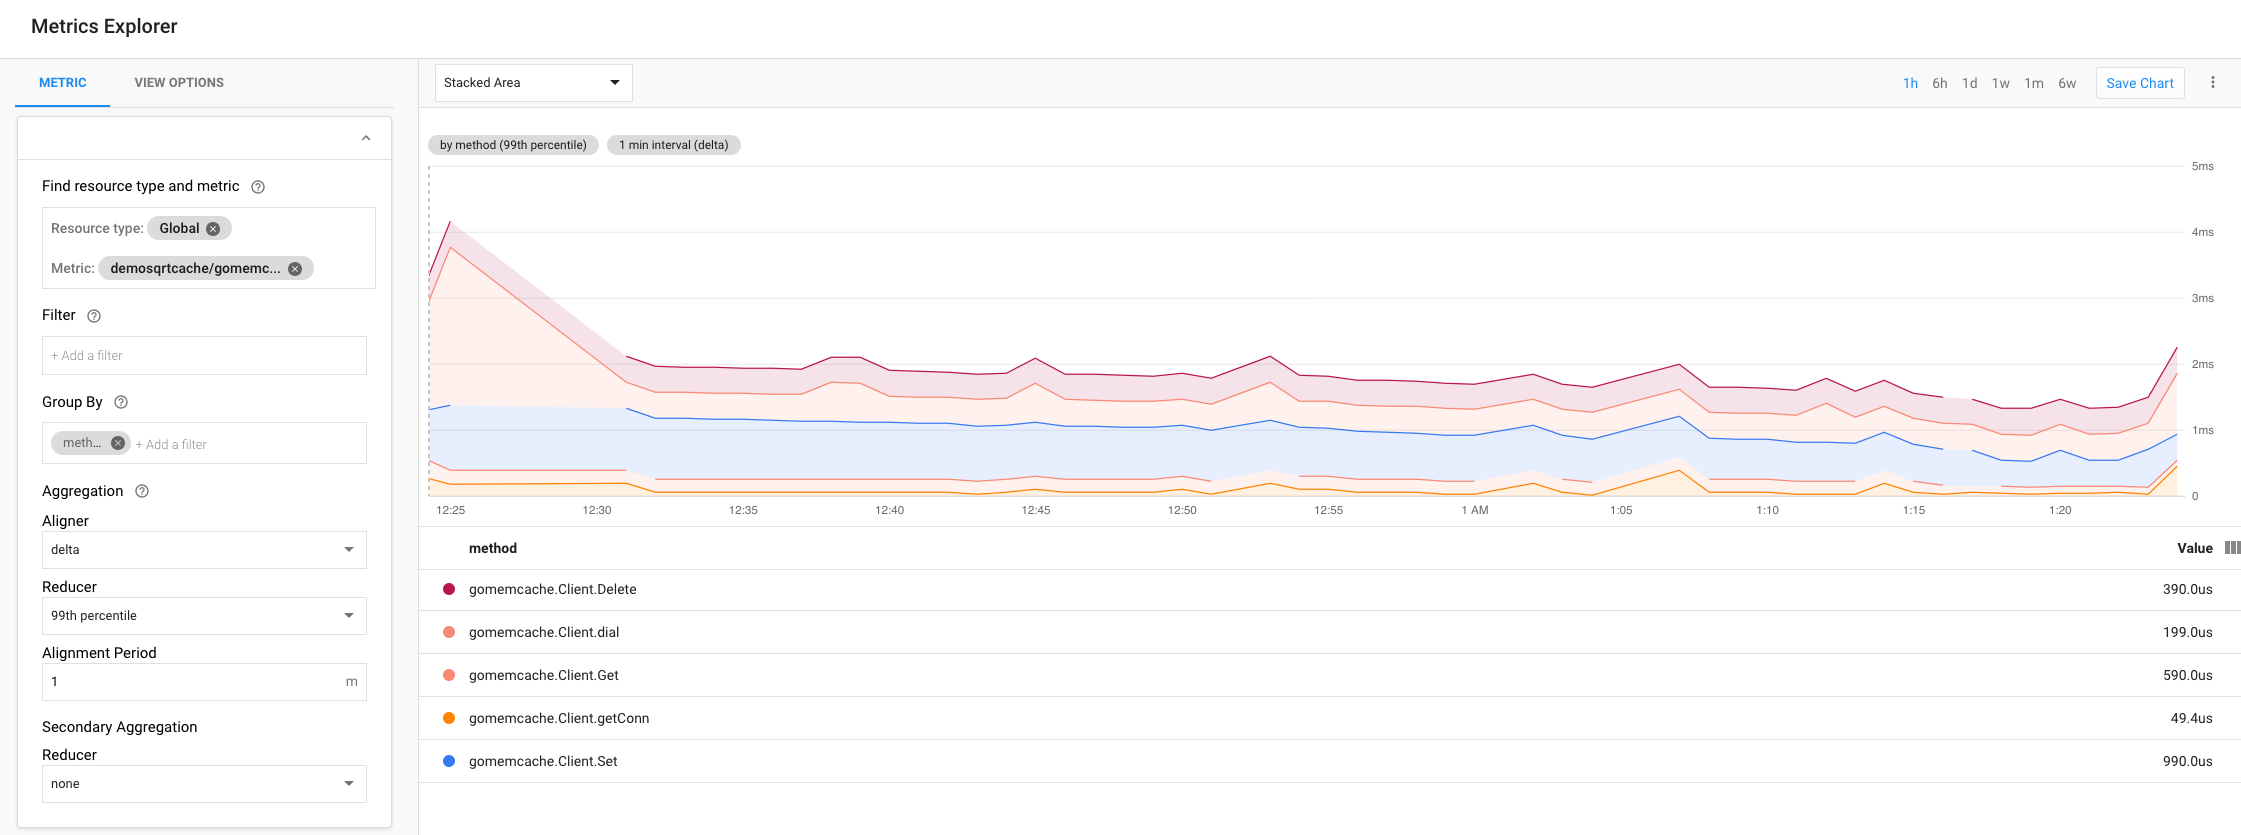 Metrics Explorer
METRIC VIEW OPTIONS
Find resource type and metric
Resource type: Global
Metric: demosqrtcache/gomemc...
Filter
+ Add a filter
Group By
meth... + Add a filter
Aggregation
Aligner
delta
Reducer
99th percentile
Alignment Period
1 m
Secondary Aggregation
Reducer
none
Stacked Area
1h 6h 1d 1w 1m 6w Save Chart
by method (99th percentile) 1 min interval (delta)
5ms
4ms
3ms
2ms
1ms
0
12:25 12:30 12:35 12:40 12:45 12:50 12:55 1 AM 1:05 1:10 1:15 1:20
method Value
gomemcache.Client.Delete 390.0us
gomemcache.Client.dial 199.0us
gomemcache.Client.Get 590.0us
gomemcache.Client.getConn 49.4us
gomemcache.Client.Set 990.0us